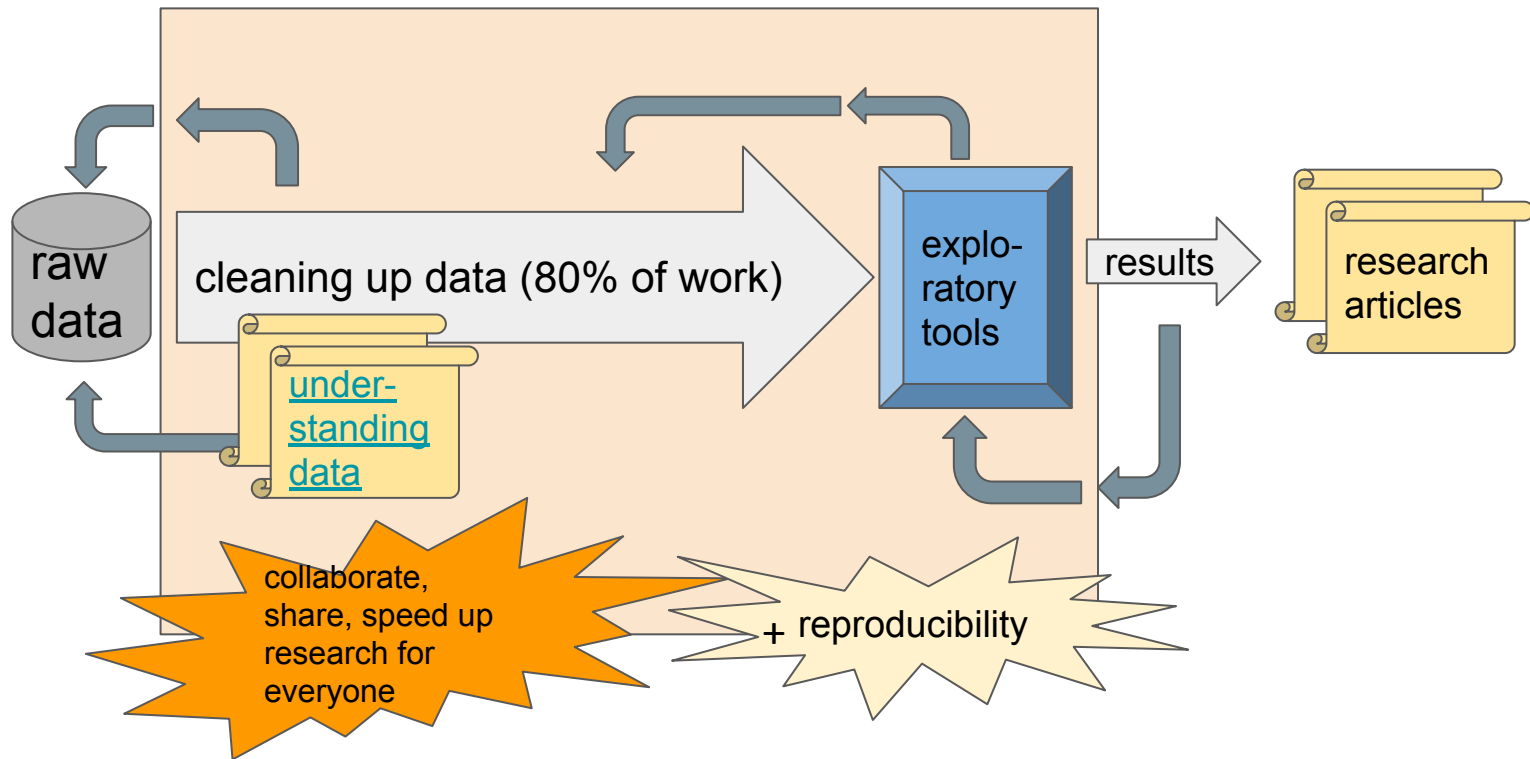 raw
data
cleaning up data (80% of work)
under-
standing
data
explo-
ratory
tools
results
research
articles
collaborate,
share, speed up
research for
everyone
+ reproducibility